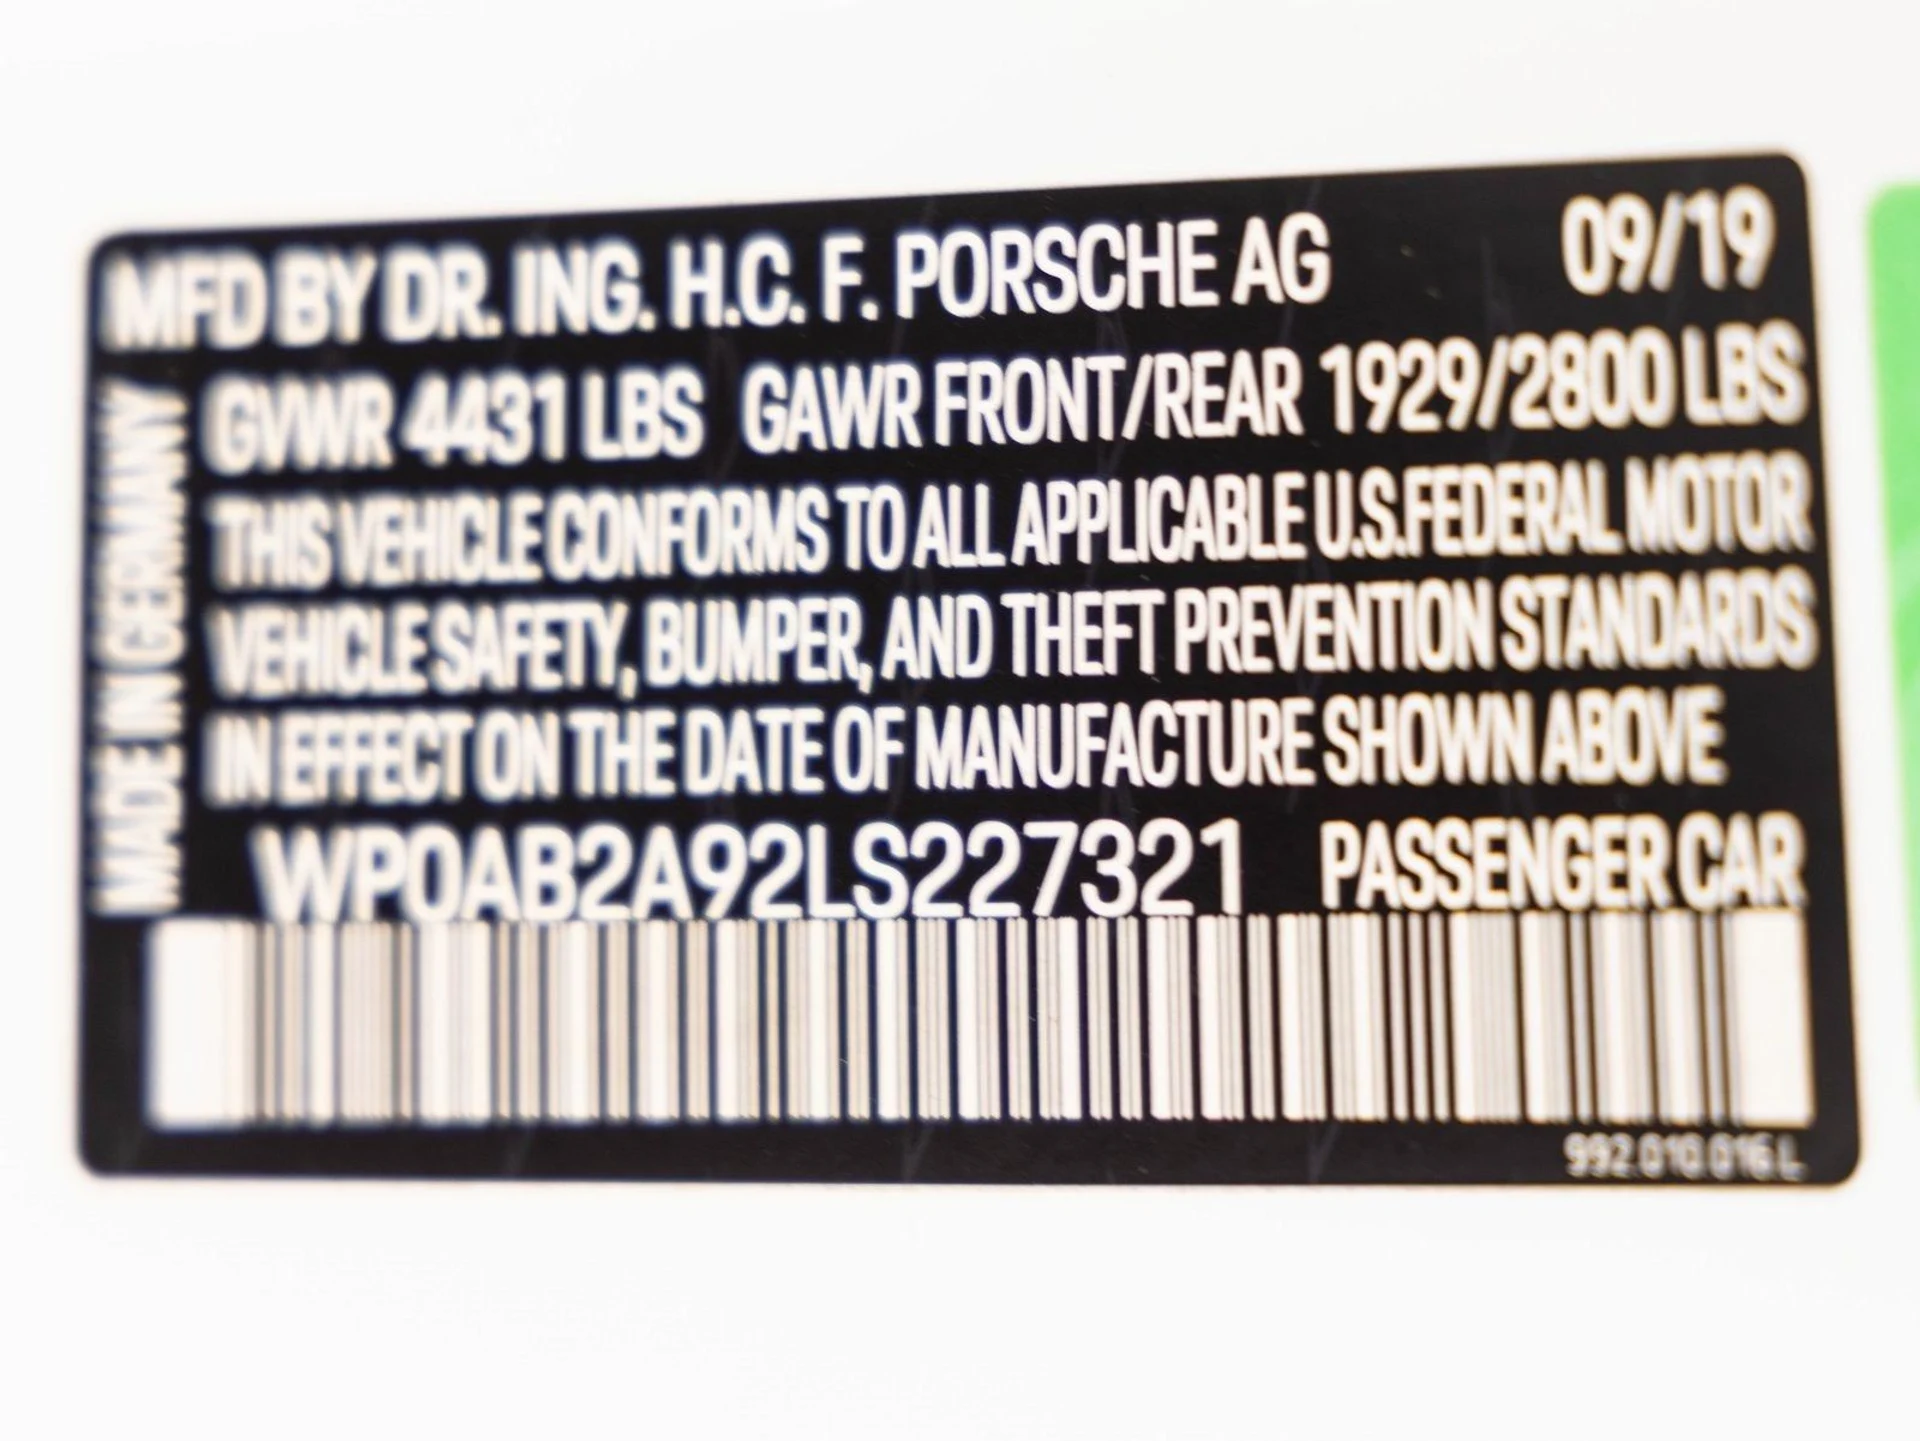 MFD BY DR. ING. H.C. F. PORSCHE AG 09/19
GVWR 4431 LBS GAWR FRONT/REAR 1929/2800 LBS
THIS VEHICLE CONFORMS TO ALL APPLICABLE U.S.FEDERAL MOTOR
VEHICLE SAFETY, BUMPER, AND THEFT PREVENTION STANDARDS
IN EFFECT ON THE DATE OF MANUFACTURE SHOWN ABOVE
WP0AB2A92LS227321 PASSENGER CAR
992.010.016 L
MADE IN GERMANY